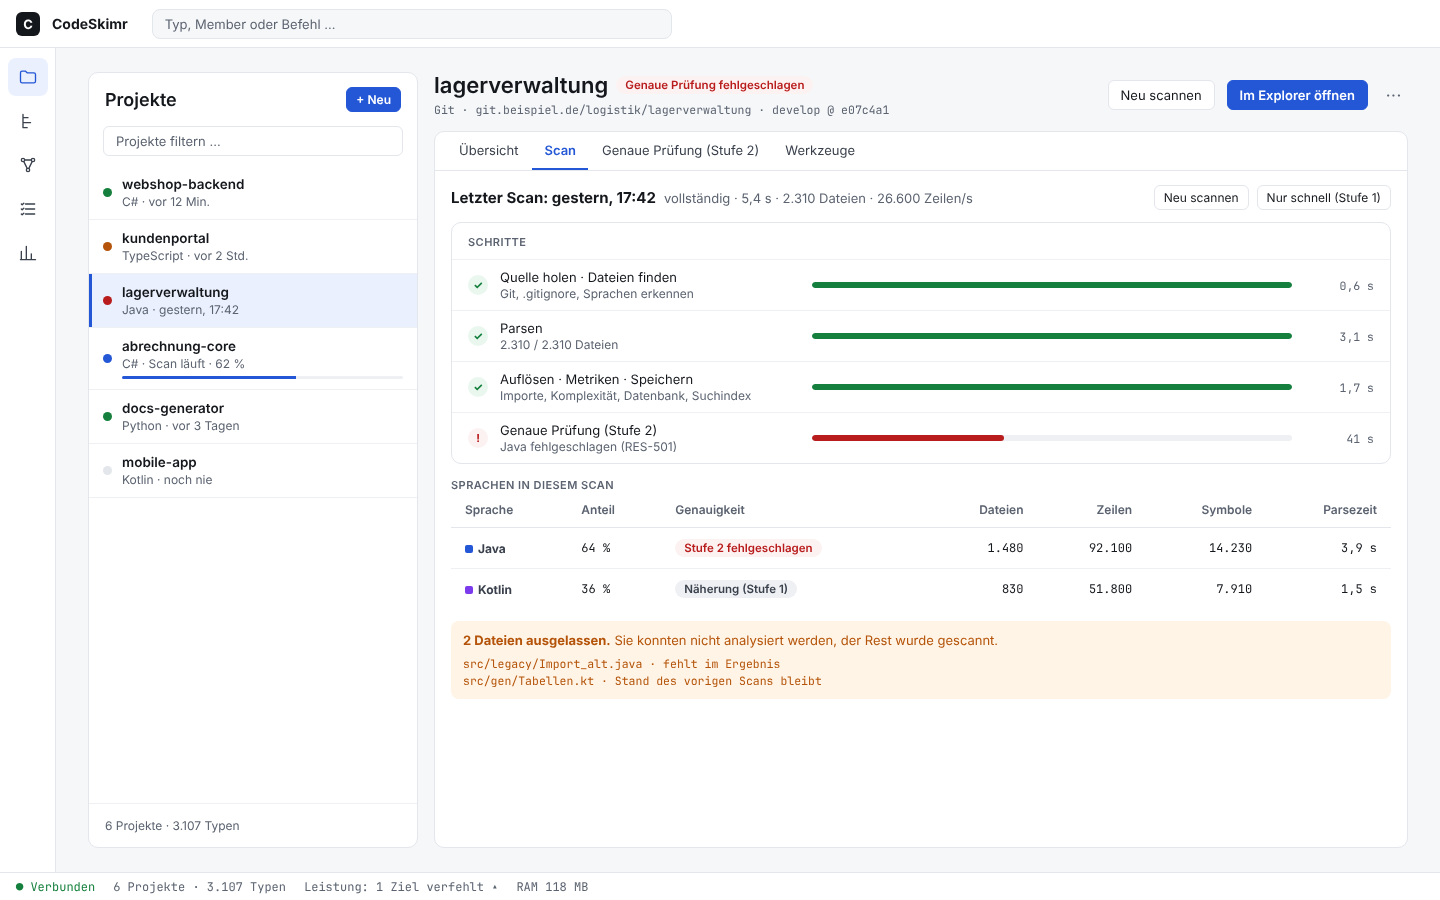 C CodeSkimr
Typ, Member oder Befehl ...
Projekte
+ Neu
Projekte filtern ...
webshop-backend
C# · vor 12 Min.
kundenportal
TypeScript · vor 2 Std.
lagerverwaltung
Java · gestern, 17:42
abrechnung-core
C# · Scan läuft · 62 %
docs-generator
Python · vor 3 Tagen
mobile-app
Kotlin · noch nie
6 Projekte · 3.107 Typen
lagerverwaltung Genaue Prüfung fehlgeschlagen
Git · git.beispiel.de/logistik/lagerverwaltung · develop @ e07c4a1
Neu scannen Im Explorer öffnen ···
Übersicht Scan Genaue Prüfung (Stufe 2) Werkzeuge
Letzter Scan: gestern, 17:42 vollständig · 5,4 s · 2.310 Dateien · 26.600 Zeilen/s
Neu scannen Nur schnell (Stufe 1)
SCHRITTE
Quelle holen · Dateien finden
Git, .gitignore, Sprachen erkennen
0,6 s
Parsen
2.310 / 2.310 Dateien
3,1 s
Auflösen · Metriken · Speichern
Importe, Komplexität, Datenbank, Suchindex
1,7 s
! Genaue Prüfung (Stufe 2)
Java fehlgeschlagen (RES-501)
41 s
SPRACHEN IN DIESEM SCAN
Sprache Anteil Genauigkeit Dateien Zeilen Symbole Parsezeit
Java 64 % Stufe 2 fehlgeschlagen 1.480 92.100 14.230 3,9 s
Kotlin 36 % Näherung (Stufe 1) 830 51.800 7.910 1,5 s
2 Dateien ausgelassen. Sie konnten nicht analysiert werden, der Rest wurde gescannt.
src/legacy/Import_alt.java · fehlt im Ergebnis
src/gen/Tabellen.kt · Stand des vorigen Scans bleibt
Verbunden 6 Projekte · 3.107 Typen Leistung: 1 Ziel verfehlt ▴ RAM 118 MB